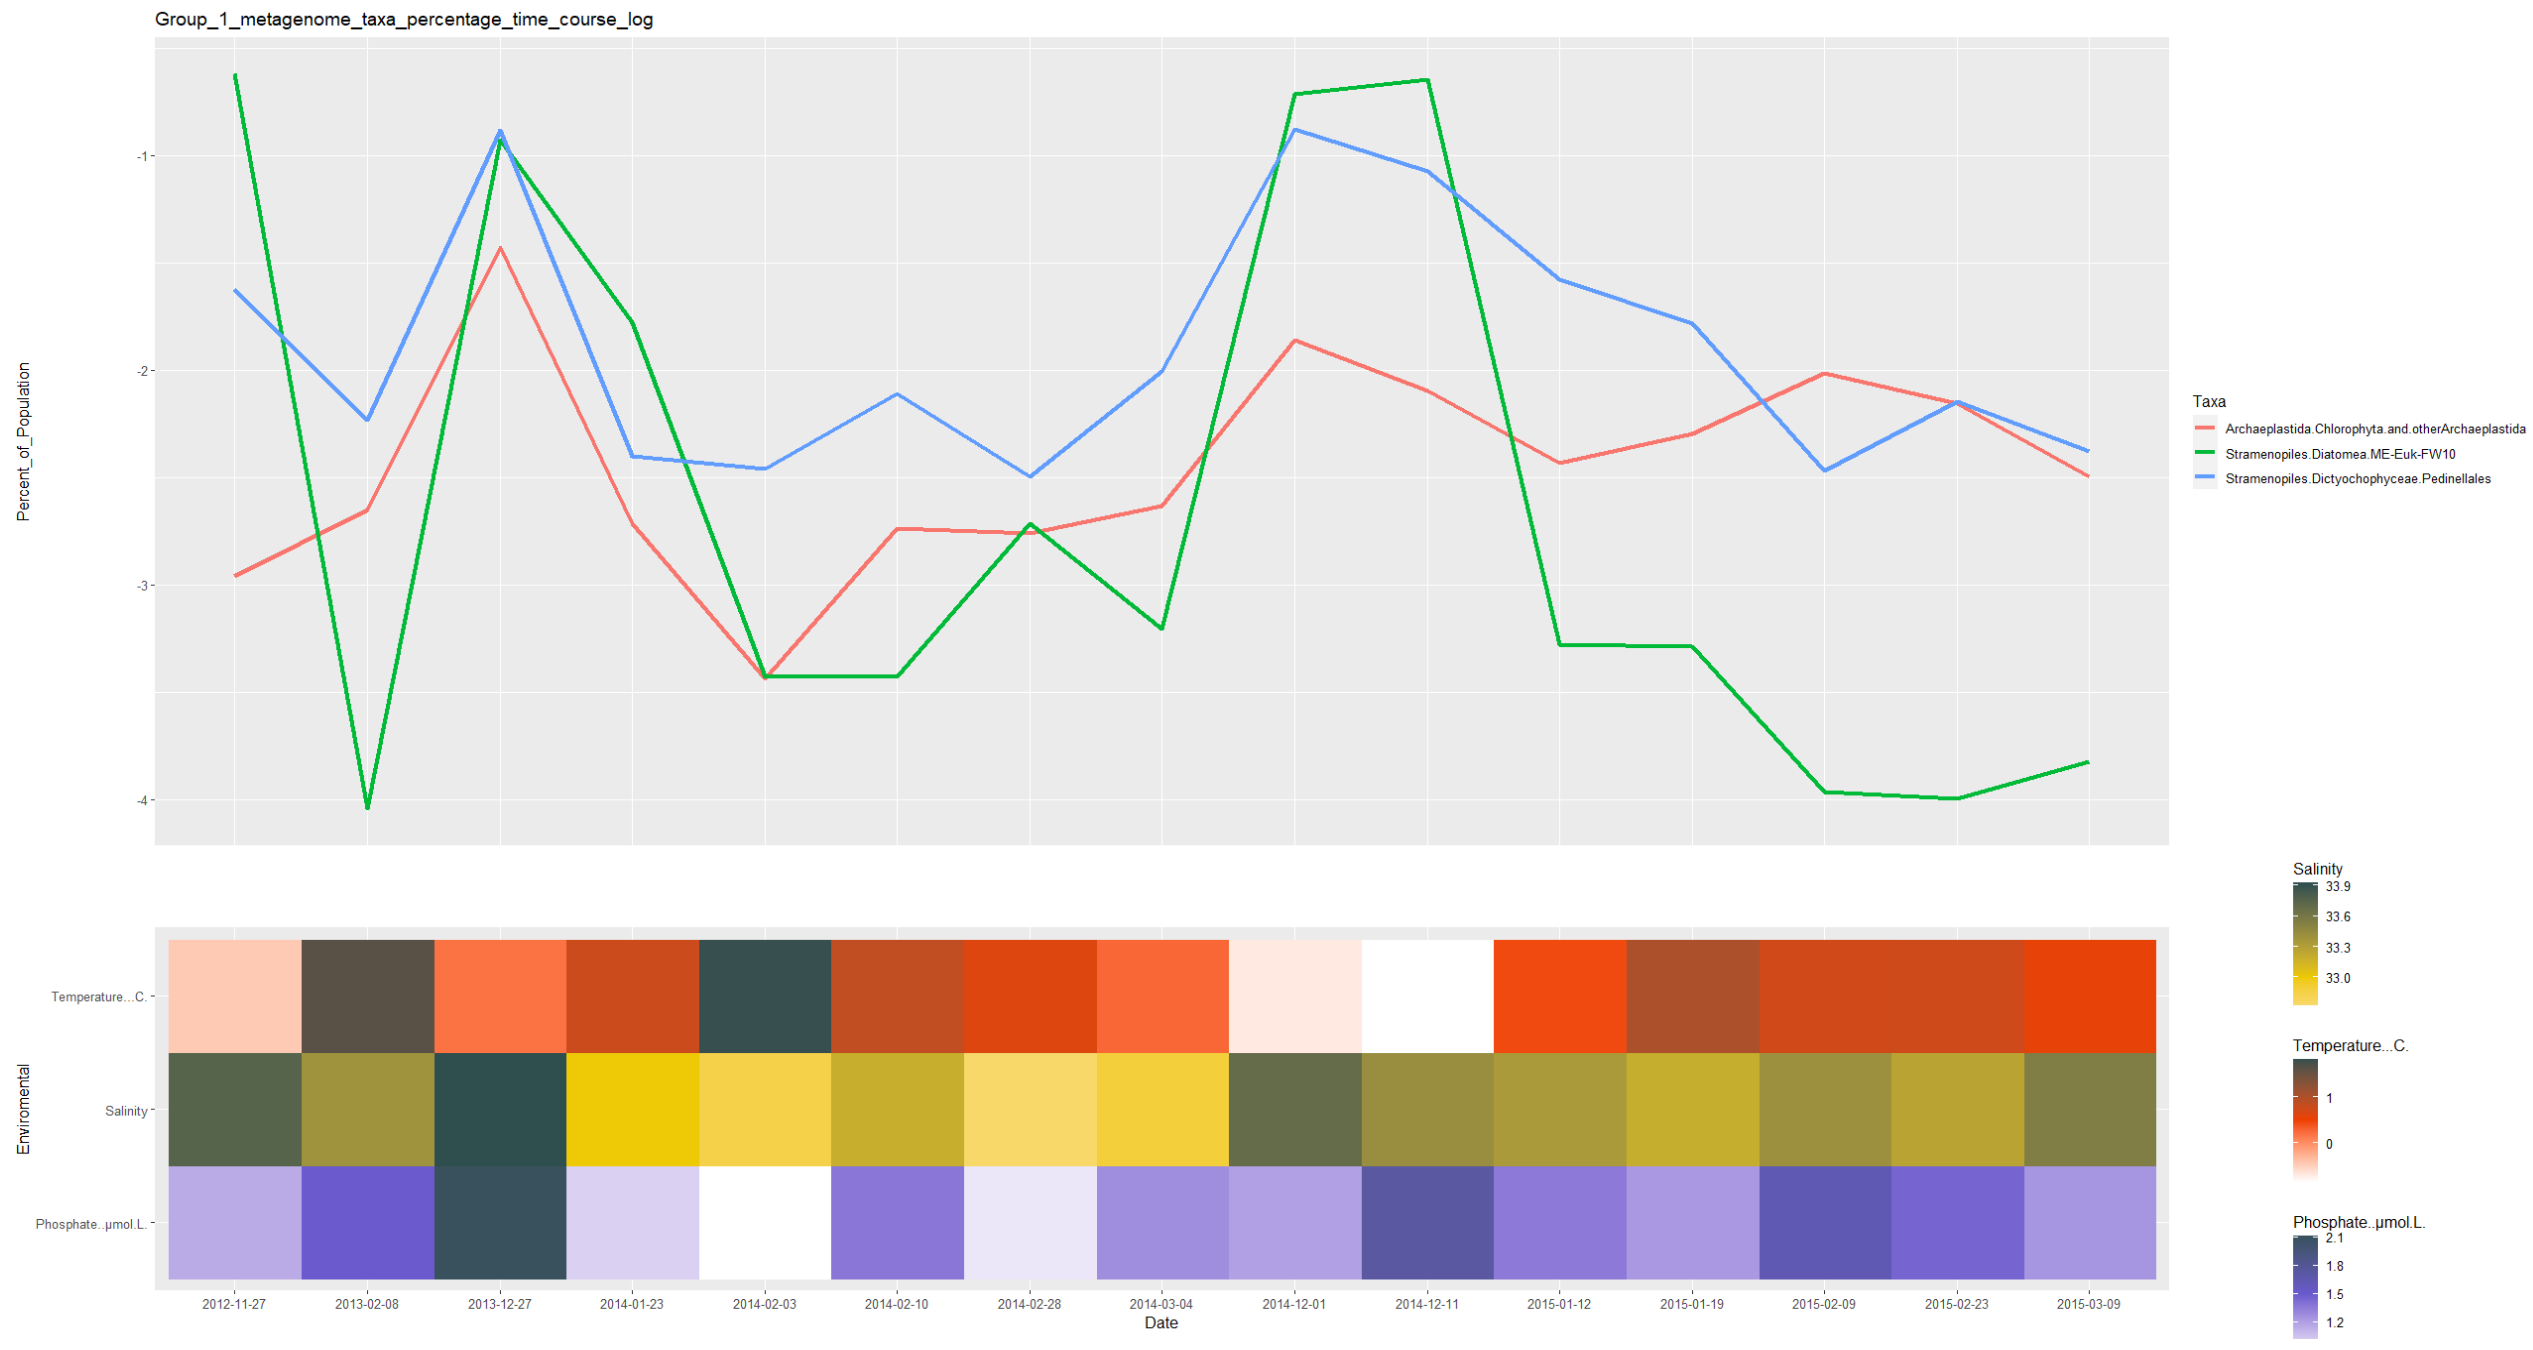 Group_1_metagenome_taxa_percentage_time_course_log
Percent_of_Population
-1
-2
-3
-4
Taxa
Archaeplastida.Chlorophyta.and.otherArchaeplastida
Stramenopiles.Diatomea.ME-Euk-FW10
Stramenopiles.Dictyochophyceae.Pedinellales
Enviromental
Temperature...C.
Salinity
Phosphate..µmol.L.
2012-11-27
2013-02-08
2013-12-27
2014-01-23
2014-02-03
2014-02-10
2014-02-28
2014-03-04
2014-12-01
2014-12-11
2015-01-12
2015-01-19
2015-02-09
2015-02-23
2015-03-09
Date
Salinity
33.9
33.6
33.3
33.0
Temperature...C.
1
0
Phosphate..µmol.L.
2.1
1.8
1.5
1.2